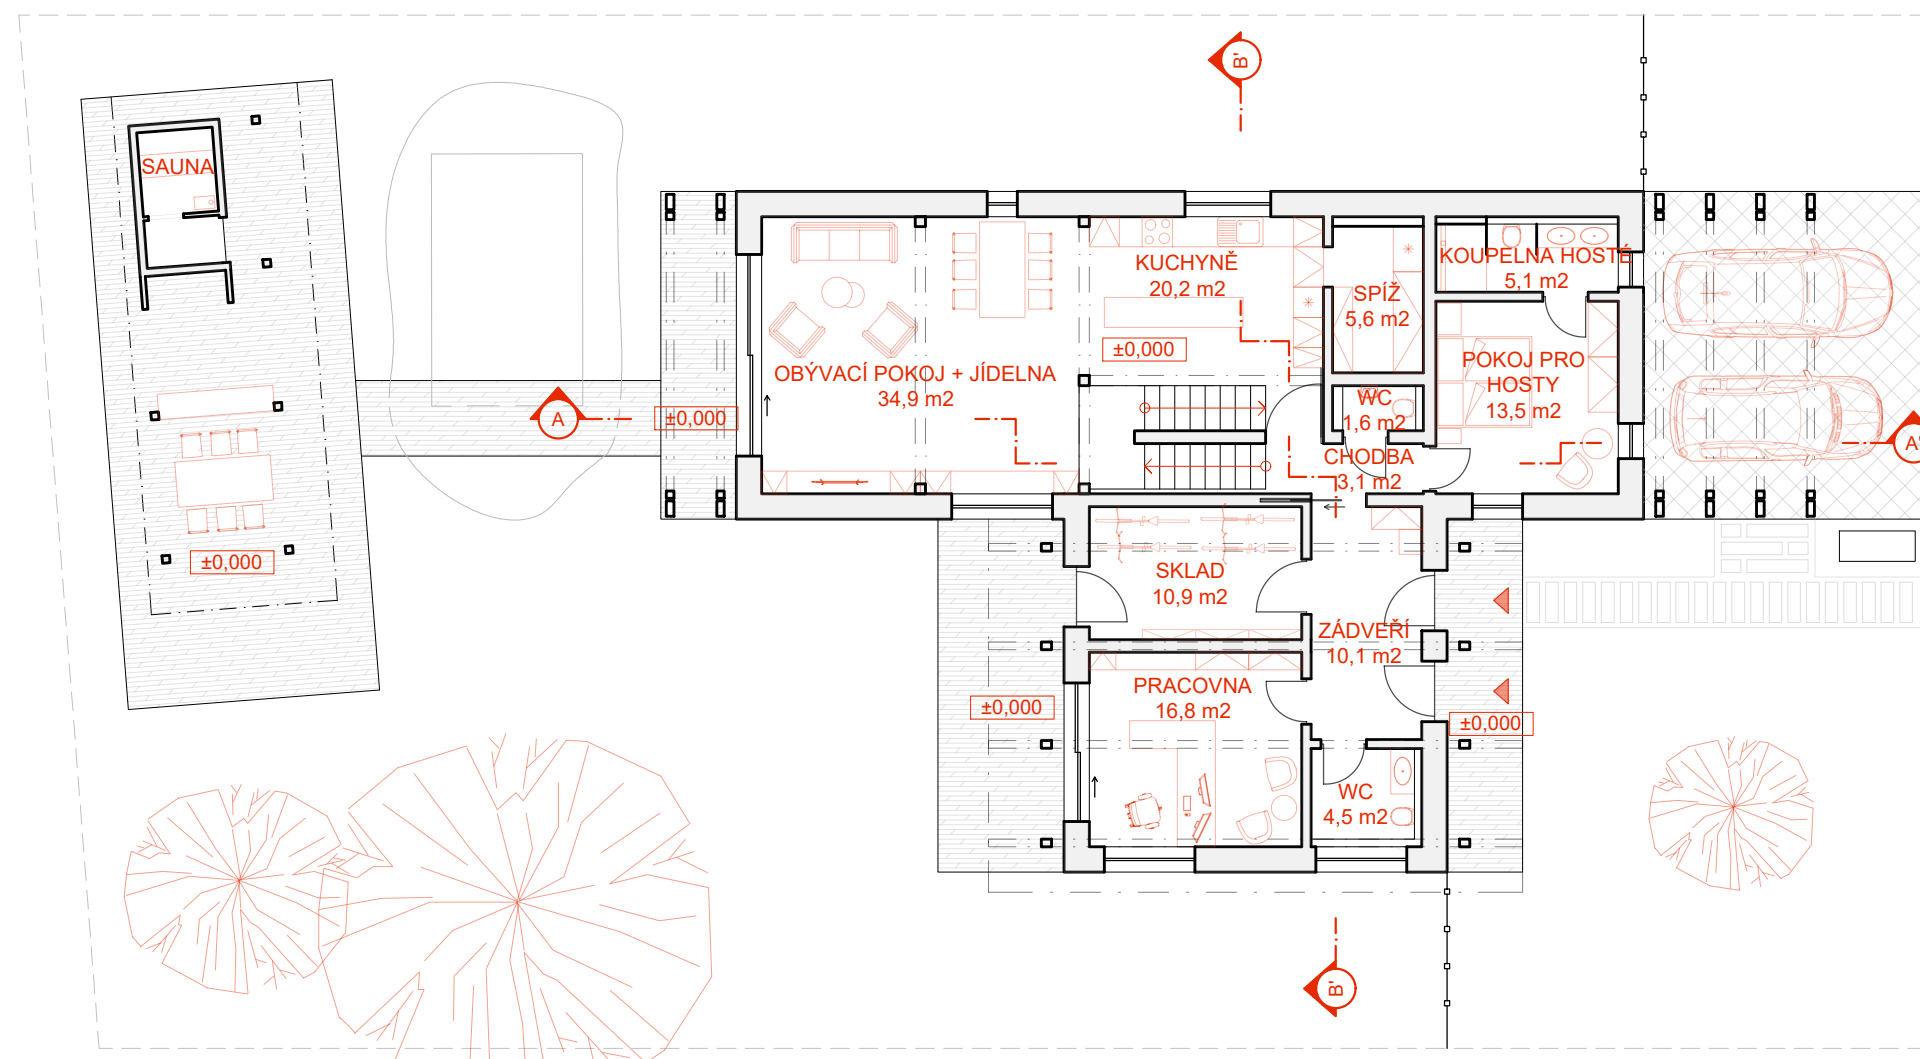 B'
SAUNA
KUCHYNĚ
20,2 m2
SPÍŽ
5,6 m2
KOUPELNA HOSTÉ
5,1 m2
±0,000
OBÝVACÍ POKOJ + JÍDELNA
34,9 m2
POKOJ PRO
HOSTY
13,5 m2
WC
1,6 m2
A
±0,000
CHODBA
3,1 m2
A'
±0,000
SKLAD
10,9 m2
ZÁDVEŘÍ
10,1 m2
PRACOVNA
16,8 m2
±0,000
±0,000
WC
4,5 m2
B'